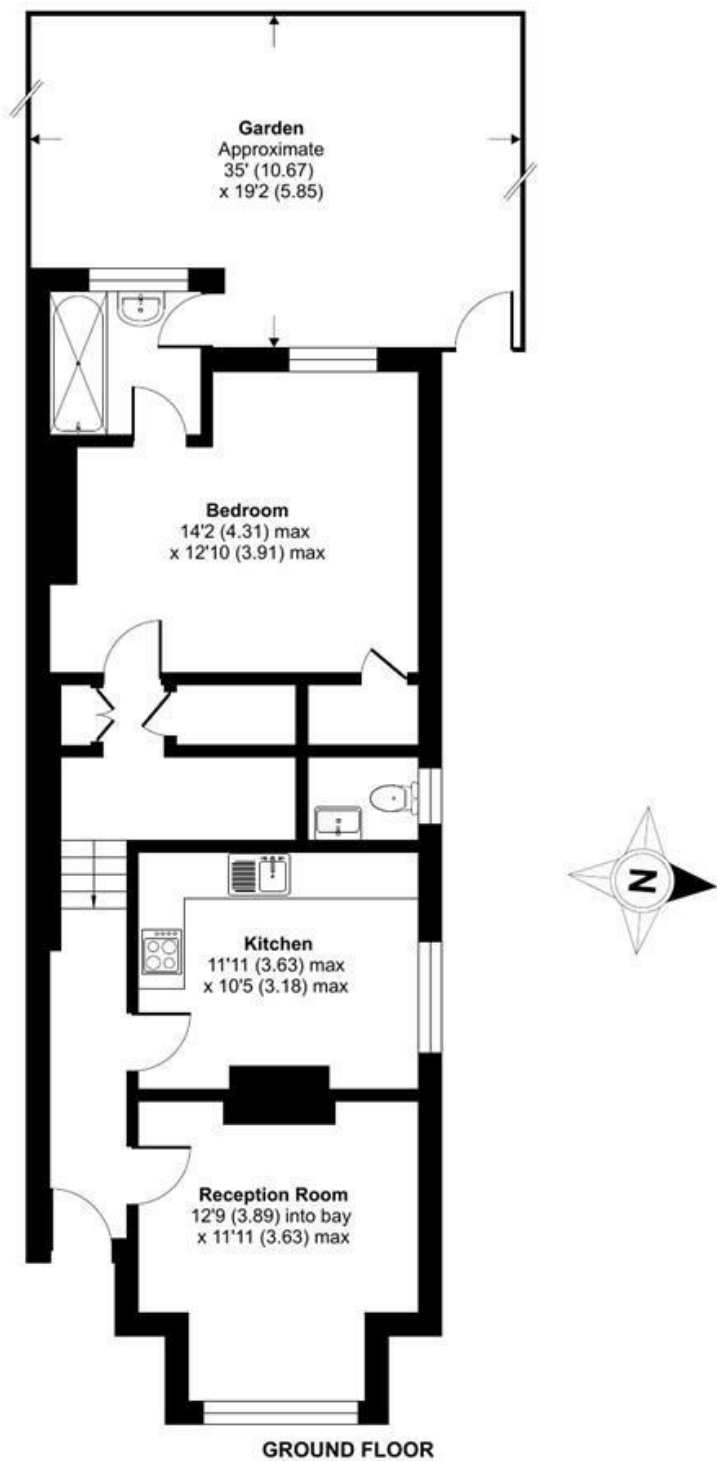 Garden
Approximate
35' (10.67)
x 19'2 (5.85)
Bedroom
14'2 (4.31) max
x 12'10 (3.91) max
N
Kitchen
11'11 (3.63) max
x 10'5 (3.18) max
Reception Room
12'9 (3.89) into bay
x 11'11 (3.63) max
GROUND FLOOR